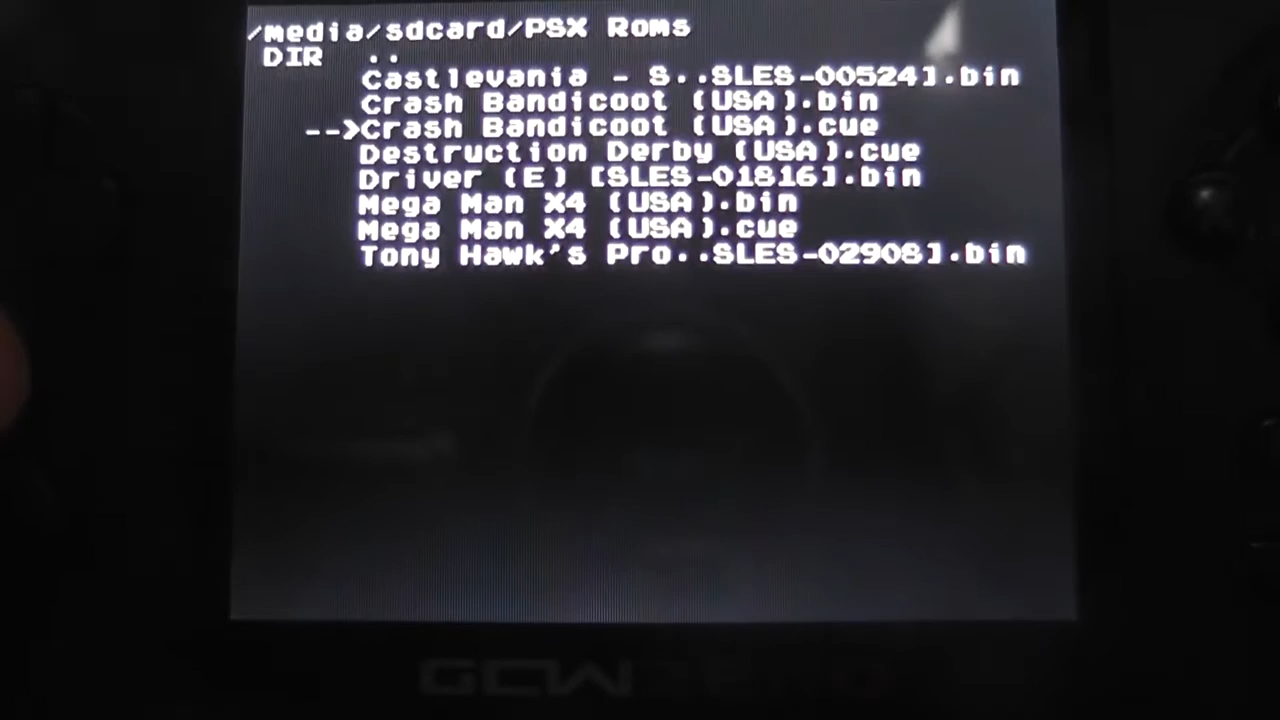 /media/sdcard/PSX Roms
DIR ..
Castlevania - S..SLES-00524].bin
Crash Bandicoot (USA).bin
-->Crash Bandicoot (USA).cue
Destruction Derby (USA).cue
Driver (E) [SLES-01816].bin
Mega Man X4 (USA).bin
Mega Man X4 (USA).cue
Tony Hawk's Pro..SLES-02908].bin
GCW ZERO